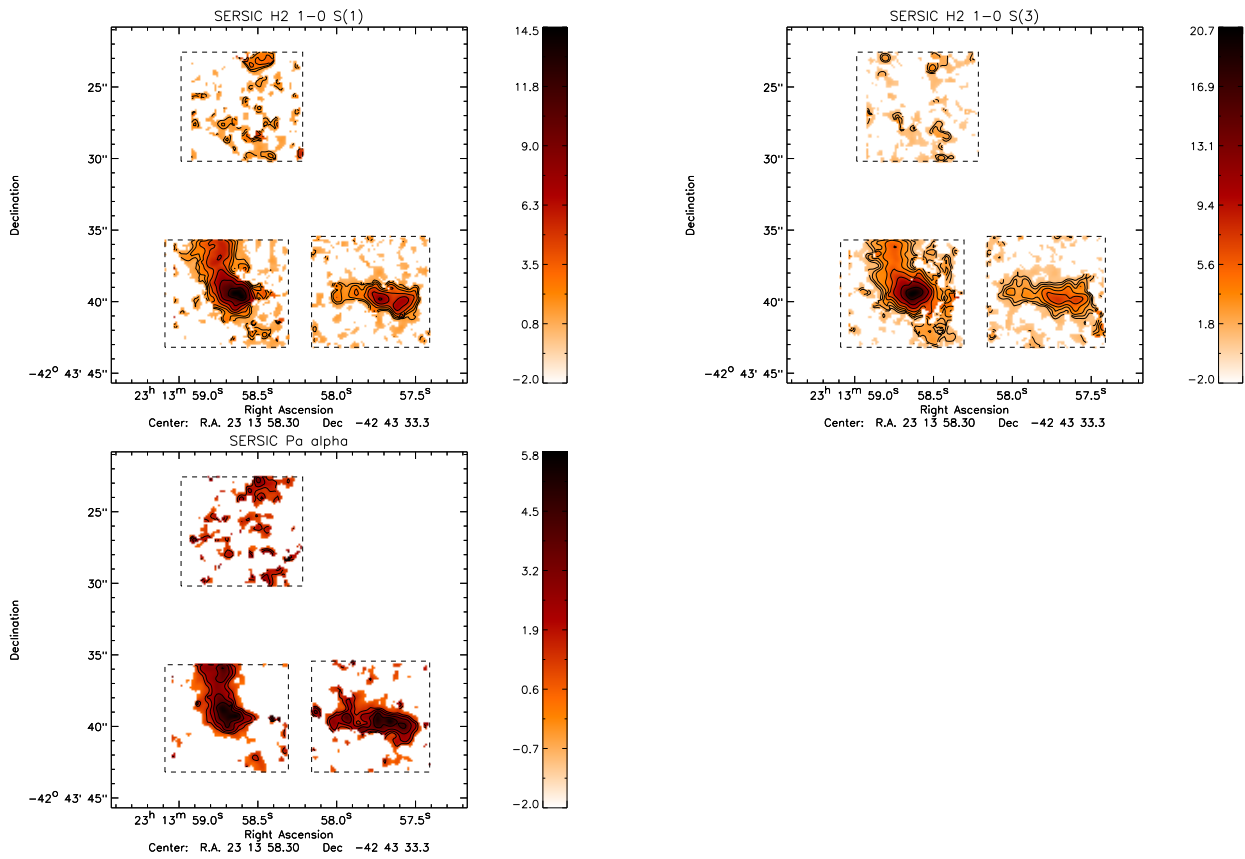 SERSIC H2 1-0 S(1)
14.5
11.8
9.0
6.3
3.5
0.8
-2.0
25"
30"
35"
40"
-42° 43' 45"
Declination
23h 13m 59.0s 58.5s 58.0s 57.5s
Right Ascension
Center: R.A. 23 13 58.30 Dec -42 43 33.3
SERSIC H2 1-0 S(3)
20.7
16.9
13.1
9.4
5.6
1.8
-2.0
25"
30"
35"
40"
-42° 43' 45"
Declination
23h 13m 59.0s 58.5s 58.0s 57.5s
Right Ascension
Center: R.A. 23 13 58.30 Dec -42 43 33.3
SERSIC Pa alpha
5.8
4.5
3.2
1.9
0.6
-0.7
-2.0
25"
30"
35"
40"
-42° 43' 45"
Declination
23h 13m 59.0s 58.5s 58.0s 57.5s
Right Ascension
Center: R.A. 23 13 58.30 Dec -42 43 33.3